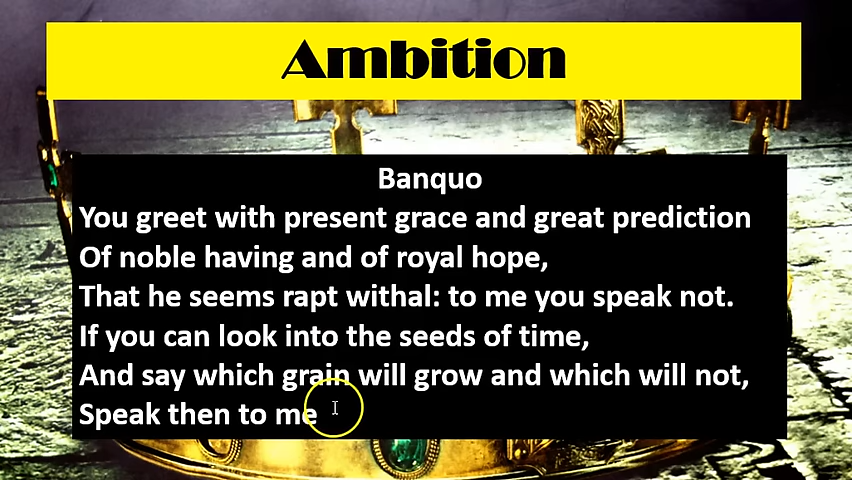 Ambition
Banquo
You greet with present grace and great prediction
Of noble having and of royal hope,
That he seems rapt withal: to me you speak not.
If you can look into the seeds of time,
And say which grain will grow and which will not,
Speak then to me